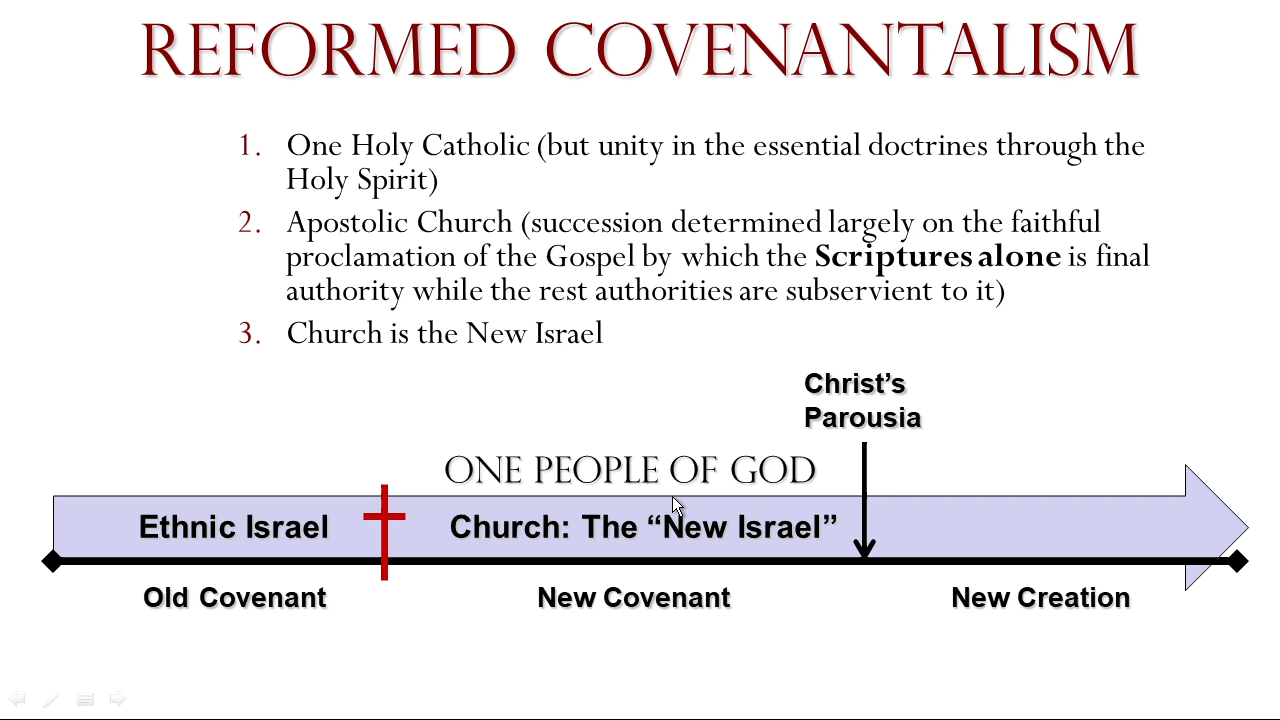 REFORMED COVENANTALISM
1. One Holy Catholic (but unity in the essential doctrines through the
Holy Spirit)
2. Apostolic Church (succession determined largely on the faithful
proclamation of the Gospel by which the Scriptures alone is final
authority while the rest authorities are subservient to it)
3. Church is the New Israel
Christ’s
Parousia
ONE PEOPLE OF GOD
Ethnic Israel
Church: The “New Israel”
Old Covenant
New Covenant
New Creation